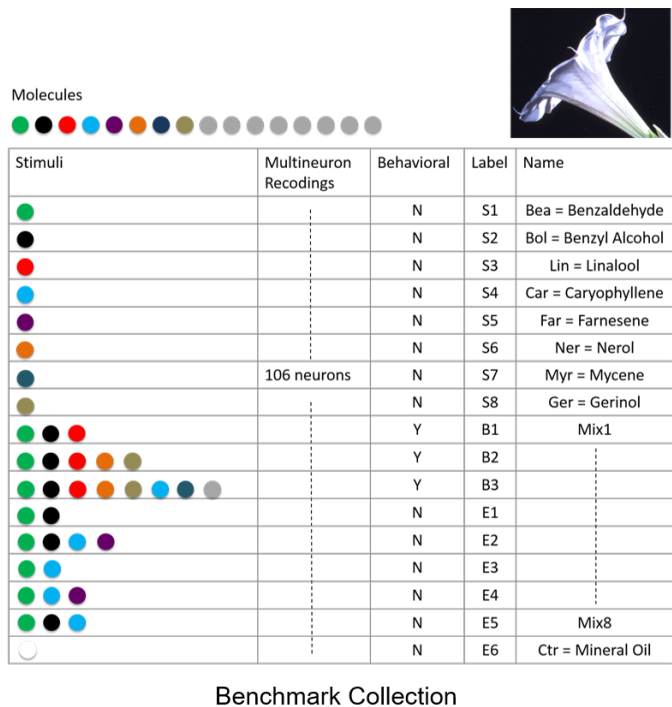 Molecules
Stimuli Multineuron Recodings Behavioral Label Name
N S1 Bea = Benzaldehyde
N S2 Bol = Benzyl Alcohol
N S3 Lin = Linalool
N S4 Car = Caryophyllene
N S5 Far = Farnesene
N S6 Ner = Nerol
106 neurons N S7 Myr = Mycene
N S8 Ger = Gerinol
Y B1 Mix1
Y B2
Y B3
N E1
N E2
N E3
N E4
N E5 Mix8
N E6 Ctr = Mineral Oil
Benchmark Collection